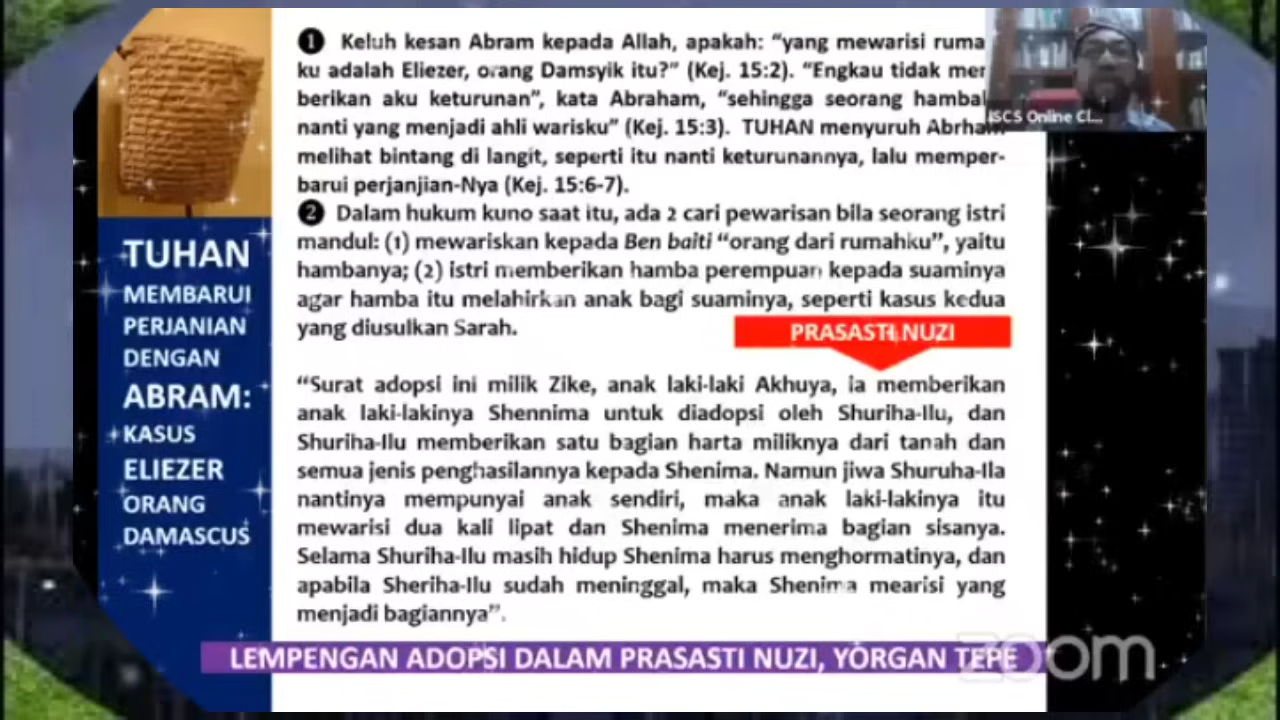 ❶ Keluh kesan Abram kepada Allah, apakah: “yang mewarisi ruma
ku adalah Eliezer, orang Damsyik itu?” (Kej. 15:2). “Engkau tidak mem
berikan aku keturunan”, kata Abraham, “sehingga seorang hambak
nanti yang menjadi ahli warisku” (Kej. 15:3). TUHAN menyuruh Abrham
melihat bintang di langit, seperti itu nanti keturunannya, lalu memper-
barui perjanjian-Nya (Kej. 15:6-7).
❷ Dalam hukum kuno saat itu, ada 2 cari pewarisan bila seorang istri
mandul: (1) mewariskan kepada Ben baiti “orang dari rumahku”, yaitu
hambanya; (2) istri memberikan hamba perempuan kepada suaminya
agar hamba itu melahirkan anak bagi suaminya, seperti kasus kedua
yang diusulkan Sarah.
PRASASTI NUZI
“Surat adopsi ini milik Zike, anak laki-laki Akhuya, ia memberikan
anak laki-lakinya Shennima untuk diadopsi oleh Shuriha-Ilu, dan
Shuriha-Ilu memberikan satu bagian harta miliknya dari tanah dan
semua jenis penghasilannya kepada Shenima. Namun jiwa Shuruha-Ila
nantinya mempunyai anak sendiri, maka anak laki-lakinya itu
mewarisi dua kali lipat dan Shenima menerima bagian sisanya.
Selama Shuriha-Ilu masih hidup Shenima harus menghormatinya, dan
apabila Sheriha-Ilu sudah meninggal, maka Shenima mearisi yang
menjadi bagiannya”.
TUHAN
MEMBARUI
PERJANIAN
DENGAN
ABRAM:
KASUS
ELIEZER
ORANG
DAMASCUS
LEMPENGAN ADOPSI DALAM PRASASTI NUZI, YORGAN TEPE
ISCS Online Cl...
zoom